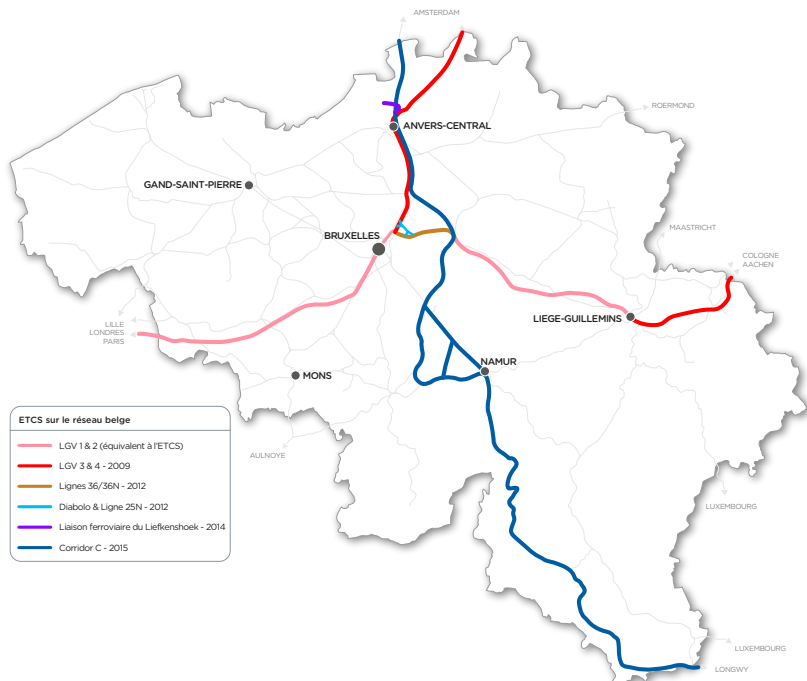 AMSTERDAM
ROERMOND
ANVERS-CENTRAL
GAND-SAINT-PIERRE
MAASTRICHT
BRUXELLES
COLOGNE
AACHEN
LILLE
LONDRES
PARIS
LIEGE-GUILLEMINS
NAMUR
MONS
ETCS sur le réseau belge
LGV 1 & 2 (équivalent à l'ETCS)
LGV 3 & 4 - 2009
Lignes 36/36N - 2012
Diabolo & Ligne 25N - 2012
Liaison ferroviaire du Liefkenshoek - 2014
Corridor C - 2015
AULNOYE
LUXEMBOURG
LUXEMBOURG
LONGWY